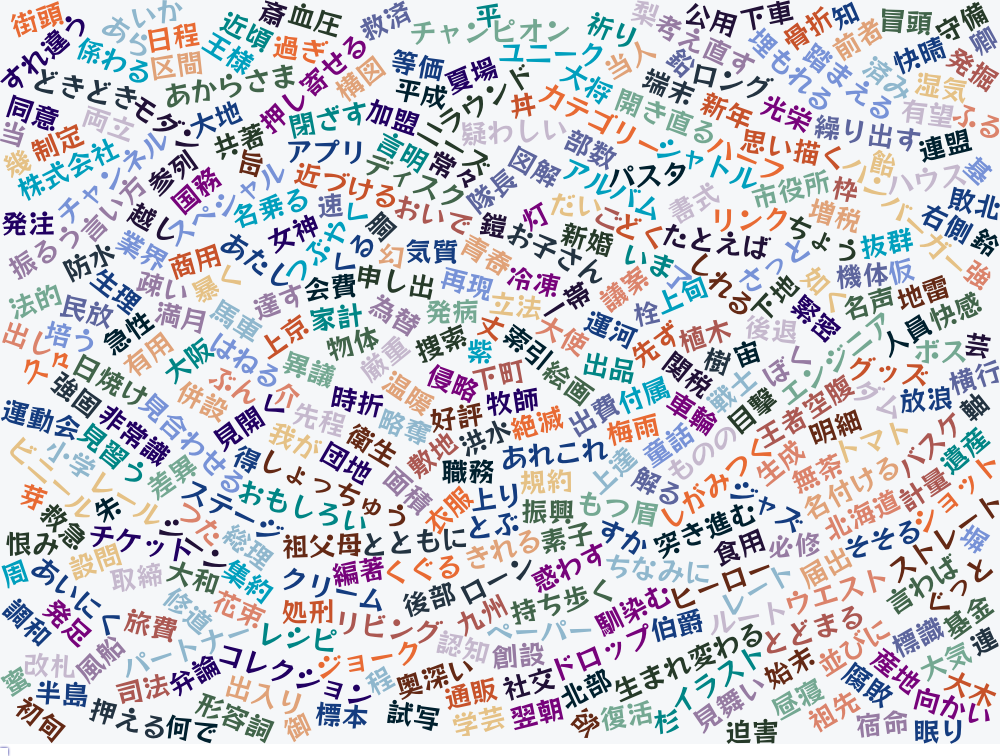 街頭
あいか
近頃
斎
血圧
救済
チャンピオン
平
祈り
梨
考え直す
公用
下車
骨折
知
冒頭
守備
卿
すれ違う
係わる
日程
区間
王様
過ぎ
寄せる
横図
等価
夏場
ユニーク
当人
埋もれる
踏まえる
前者
済み
快晴
発掘
どきどき
モダン
あからさま
押し
平成
ラウンド
大将
端末
ロング
湿気
同意
両立
大地
閉ざす
加盟
ニーズ
丼
カテゴリー
開き直る
新年
光栄
繰り出す
有望
ふる
当
幾
制定
共著
旨
アプリ
言明
常々
疑わしい
部数
シャトル
ハラフ
思い描く
飴
連盟
株式会社
チャンネル
参列
国務
スペシャル
近づける
ディスク
隊長
図解
アルバム
パスタ
市役所
枠
ハウス
基
発注
言い方
越し
名乗る
速
おいで
鎧
灯
だい
ごとく
書式
リンク
増税
ハンバーガー
敗北
右側
鈴
振るう
防水
業界
商用
あたし
女神
つぶやく
胴
幻
気質
青春
お子さん
新婚
いまだ
たとえば
ちょう
抜群
強
法的
民放
生理
疎い
暴く
達す
会費
申し出
再現
冷凍
帯
議案
しれる
さっと
下地
知人
機体
仮
名声
地雷
出し
培う
急性
満月
馬車
上京
家計
為替
発病
立法
大使
運河
栓
上旬
後退
緊密
人員
快感
有用
大阪
はねる
異議
物体
厳重
捜索
丈
紫
索引
出品
先ず
植木
樹
宙
ぼく
エンジニア
ボス
芸
日焼け
強固
併設
ぶん
介
温暖
侵略
下町
絵画
付属
関税
戦士
目撃
グッズ
横行
運動会
非常識
見合わせる
見開く
先程
時折
略奪
好評
牧師
絶滅
出費
梅雨
車輪
王者
空腹
放浪
軸
小学
見習う
差異
得
我が
衛生
団地
敷地
洪水
職務
あれこれ
上達
童話
ものの
生成
明細
トマト
バスケ
遺産
ビニール
レール
芽
朱
ステージ
おもしろい
しょっちゅう
面積
衣服
上り
規約
解る
しがみつく
無茶
名付ける
計量
ショット
救急
恨み
チケット
つた
総理
祖父母
とともに
とぶ
振興
もつ
眉
ジャズ
突き進む
北海道
そそる
ストレート
塀
周
あいにく
設問
取締
大和
集約
クリーム
編著
くぐる
きれる
素子
すか
惑わす
ちなみに
食用
必修
届出
言わば
ぐっと
調和
発足
旅費
修道
花束
処刑
リビング
後部
ローン
九州
持ち歩く
馴染む
ヒーロー
レート
ルート
ウエスト
標識
基金
改札
風船
パートナー
レシピ
認知
ペーパー
創設
ドロップ
伯爵
とどまる
並びに
大気
連
蜜
半島
司法
弁論
コレクション
ジョーク
程
奥深い
通販
社交
北部
生まれ変わる
イラスト
始末
腐敗
産地
向かい
大木
初旬
押える
何で
形容詞
出入り
御
標本
試写
学芸
翌朝
復活
杉
見舞い
迫害
昼寝
祖先
宿命
眠り